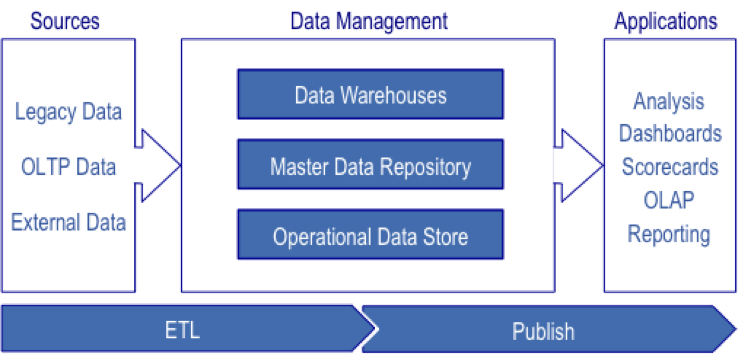 Sources
Data Management
Applications
Legacy Data
OLTP Data
External Data
Data Warehouses
Master Data Repository
Operational Data Store
Analysis
Dashboards
Scorecards
OLAP
Reporting
ETL
Publish